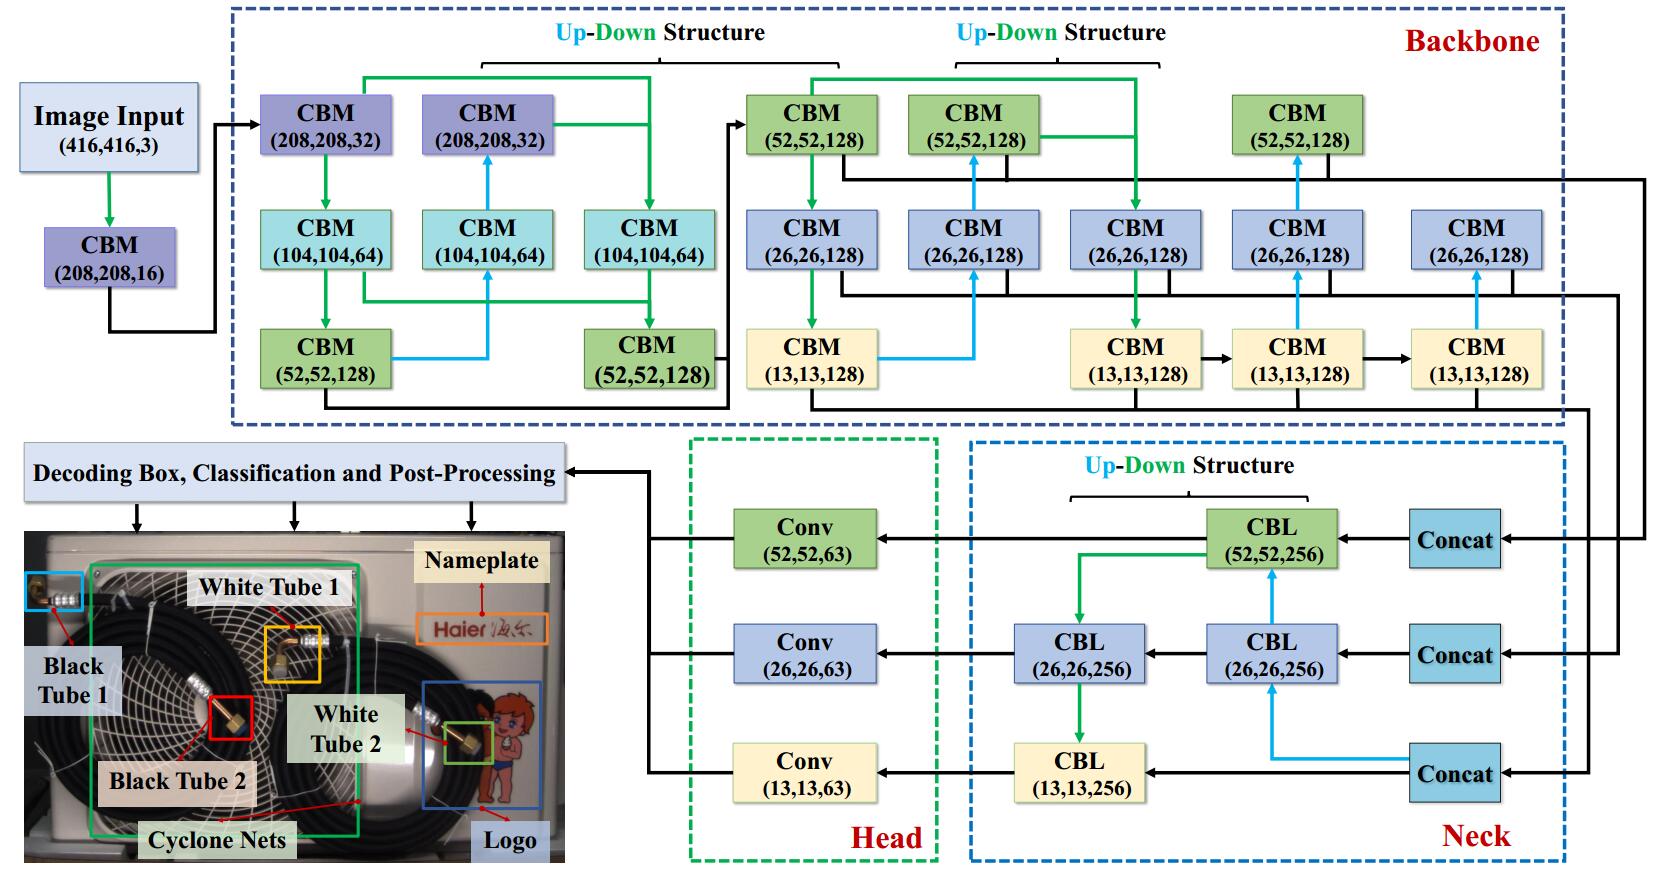 Up-Down Structure
Up-Down Structure
Backbone
Image Input
(416,416,3)
CBM
(208,208,16)
CBM
(208,208,32)
CBM
(208,208,32)
CBM
(52,52,128)
CBM
(52,52,128)
CBM
(52,52,128)
CBM
(104,104,64)
CBM
(104,104,64)
CBM
(104,104,64)
CBM
(26,26,128)
CBM
(26,26,128)
CBM
(26,26,128)
CBM
(26,26,128)
CBM
(26,26,128)
CBM
(52,52,128)
CBM
(52,52,128)
CBM
(13,13,128)
CBM
(13,13,128)
CBM
(13,13,128)
CBM
(13,13,128)
Decoding Box, Classification and Post-Processing
Nameplate
White Tube 1
Haier 海尔
Black
Tube 1
White
Tube 2
Black Tube 2
Cyclone Nets
Logo
Conv
(52,52,63)
Conv
(26,26,63)
Conv
(13,13,63)
Head
Up-Down Structure
CBL
(52,52,256)
Concat
CBL
(26,26,256)
CBL
(26,26,256)
Concat
CBL
(13,13,256)
Concat
Neck